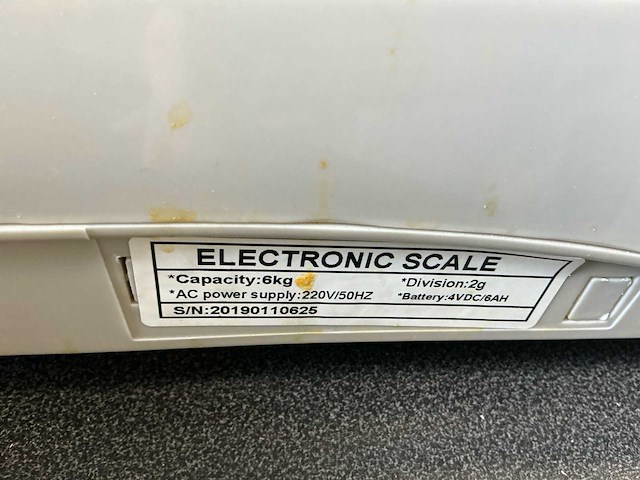 ELECTRONIC SCALE
*Capacity:6kg *Division:2g
*AC power supply:220V/50HZ *Battery:4VDC/6AH
S/N:20190110625